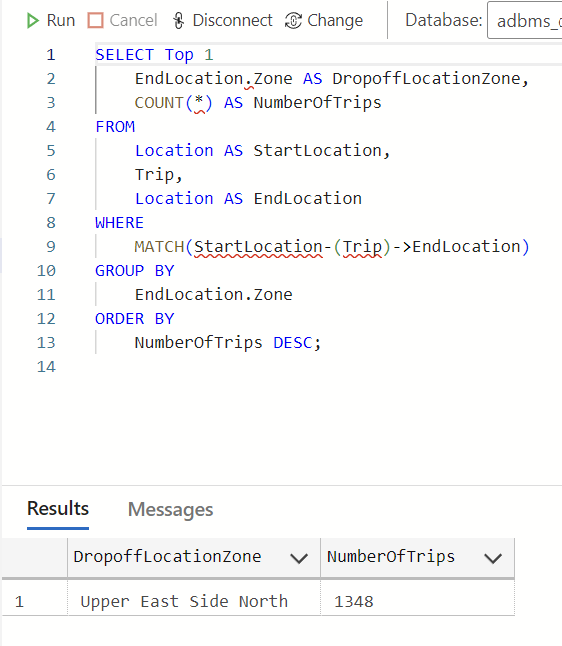 Run Cancel Disconnect Change Database: adbms_
1 SELECT Top 1
2 EndLocation.Zone AS DropoffLocationZone,
3 COUNT(*) AS NumberOfTrips
4 FROM
5 Location AS StartLocation,
6 Trip,
7 Location AS EndLocation
8 WHERE
9 MATCH(StartLocation-(Trip)->EndLocation)
10 GROUP BY
11 EndLocation.Zone
12 ORDER BY
13 NumberOfTrips DESC;
14
Results Messages
DropoffLocationZone NumberOfTrips
1 Upper East Side North 1348